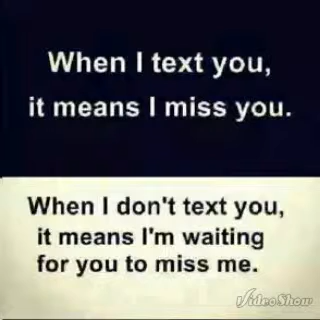 When I text you,
it means I miss you.
When I don't text you,
it means I'm waiting
for you to miss me.
VideoShow